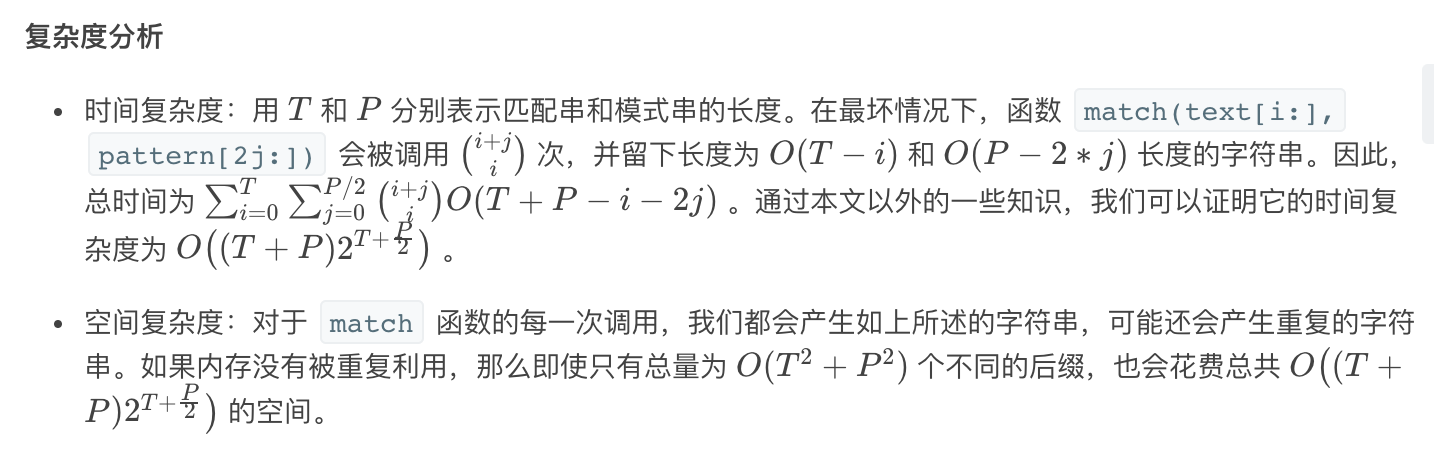 复杂度分析
• 时间复杂度：用 $T$ 和 $P$ 分别表示匹配串和模式串的长度。在最坏情况下，函数 match(text[i:],
pattern[2j:]) 会被调用 $\binom{i+j}{i}$ 次，并留下长度为 $O(T-i)$ 和 $O(P-2*j)$ 长度的字符串。因此，
总时间为 $\sum_{i=0}^{T}\sum_{j=0}^{P/2}\binom{i+j}{i}O(T+P-i-2j)$ 。通过本文以外的一些知识，我们可以证明它的时间复
杂度为 $O\big((T+P)2^{T+\frac{P}{2}}\big)$ 。
• 空间复杂度：对于 match 函数的每一次调用，我们都会产生如上所述的字符串，可能还会产生重复的字符
串。如果内存没有被重复利用，那么即使只有总量为 $O(T^2+P^2)$ 个不同的后缀，也会花费总共 $O\big((T+$
$P)2^{T+\frac{P}{2}}\big)$ 的空间。